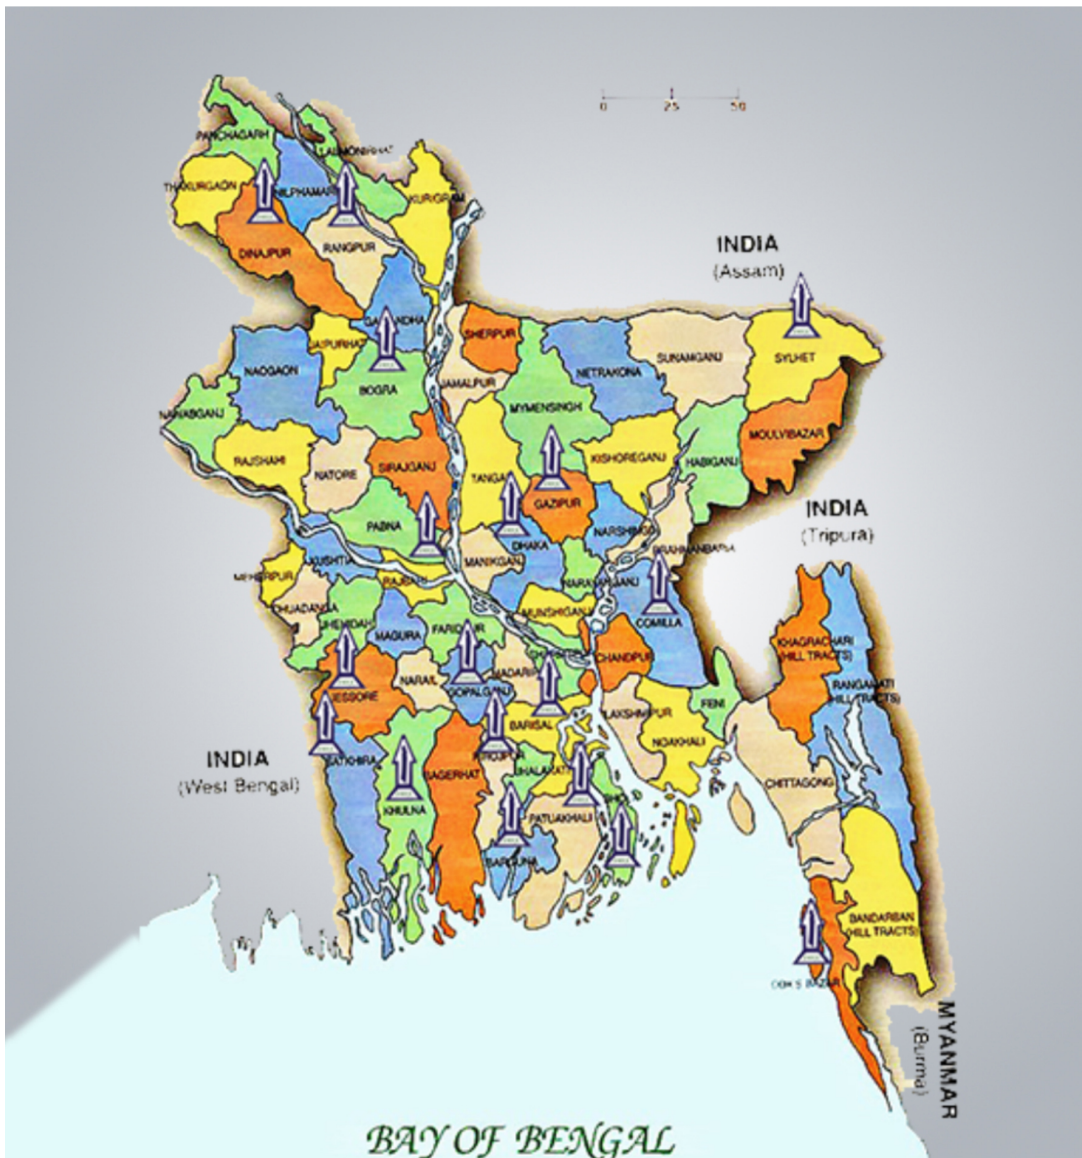 0 25 50
PANCHAGARH
LALMONIRHAT
THAKURGAON
NILPHAMARI
KURIGRAM
DINAJPUR
RANGPUR
INDIA
(Assam)
SHERPUR
JAIPURHAT
NAOGAON
BOGRA
JAMALPUR
NETRAKONA
SUNAMGANJ
SYLHET
MYMENSINGH
NAWABGANJ
RAJSHAHI
NATORE
SIRAJGANJ
TANGA
KISHOREGANJ
HABIGANJ
MOULVIBAZAR
GAZIPUR
PABNA
DHAKA
NARSHINGDI
INDIA
(Tripura)
BRAHMANBARIA
KUSHTIA
MANIKGANJ
MEHERPUR
RAJBARI
NARAYANGANJ
CHUADANGA
MUNSHIGANJ
COMILLA
JHENIDAH
MAGURA
FARIDPUR
CHANDPUR
KHAGRACHARI
(HILL TRACTS)
NARAIL
GOPALGANJ
MADARIP
RANGAMATI
(HILL TRACTS)
JESSORE
LAKSHMIPUR
FENI
BARISAL
NOAKHALI
INDIA
(West Bengal)
SATKHIRA
PIROJPUR
JHALAKATI
BAGERHAT
CHITTAGONG
KHULNA
PATUAKHALI
BARGUNA
BANDARBAN
(HILL TRACTS)
COX'S BAZAR
MYANMAR
(Burma)
BAY OF BENGAL